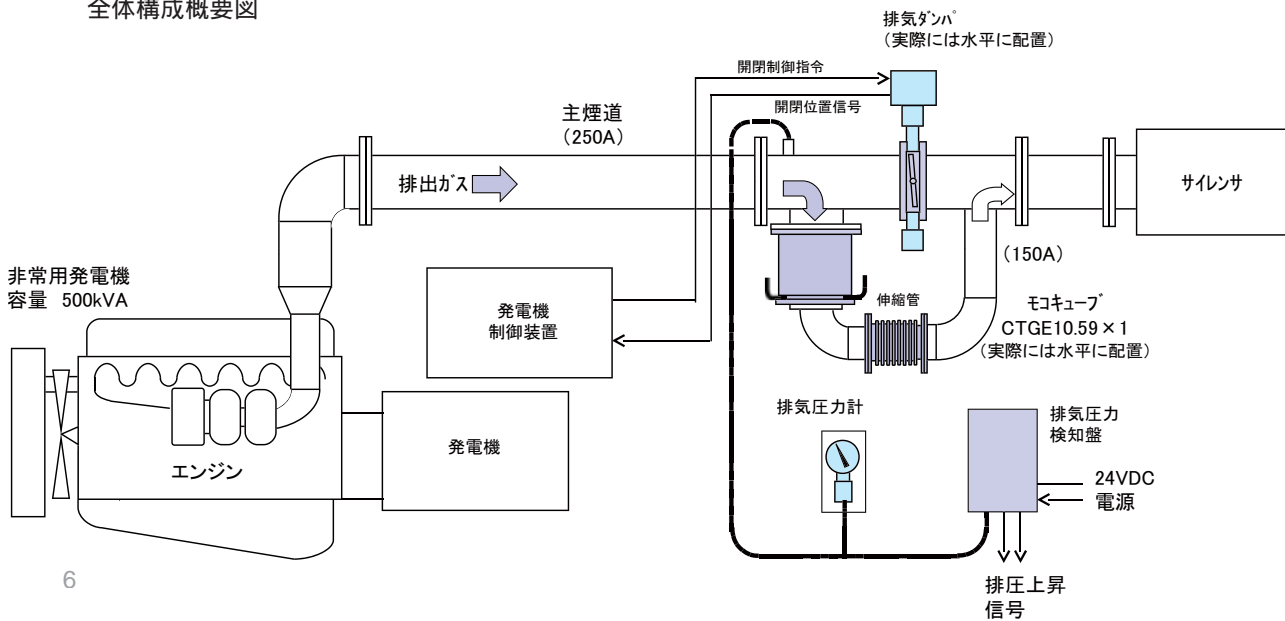 全体構成概要図
排気ﾀﾞﾝﾊﾟ
(実際には水平に配置)
開閉制御指令
開閉位置信号
主煙道
(250A)
排出ｶﾞｽ
サイレンサ
(150A)
非常用発電機
容量 500kVA
発電機
制御装置
伸縮管
ﾓｺｷｭｰﾌﾞ
CTGE10.59×1
(実際には水平に配置)
排気圧力計
排気圧力
検知盤
発電機
エンジン
24VDC
電源
排圧上昇
信号
6